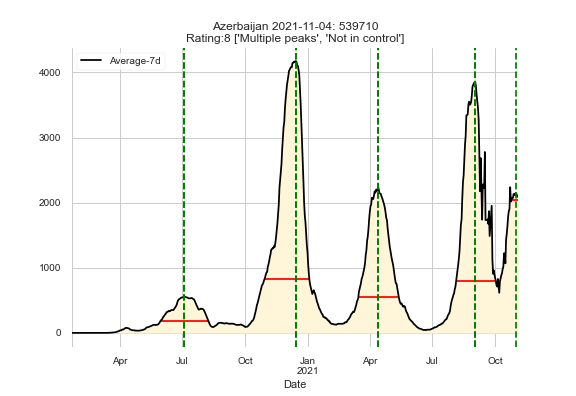 Azerbaijan 2021-11-04: 539710
Rating:8 ['Multiple peaks', 'Not in control']
Average-7d
4000
3000
2000
1000
0
Apr
Jul
Oct
Jan
2021
Apr
Jul
Oct
Date